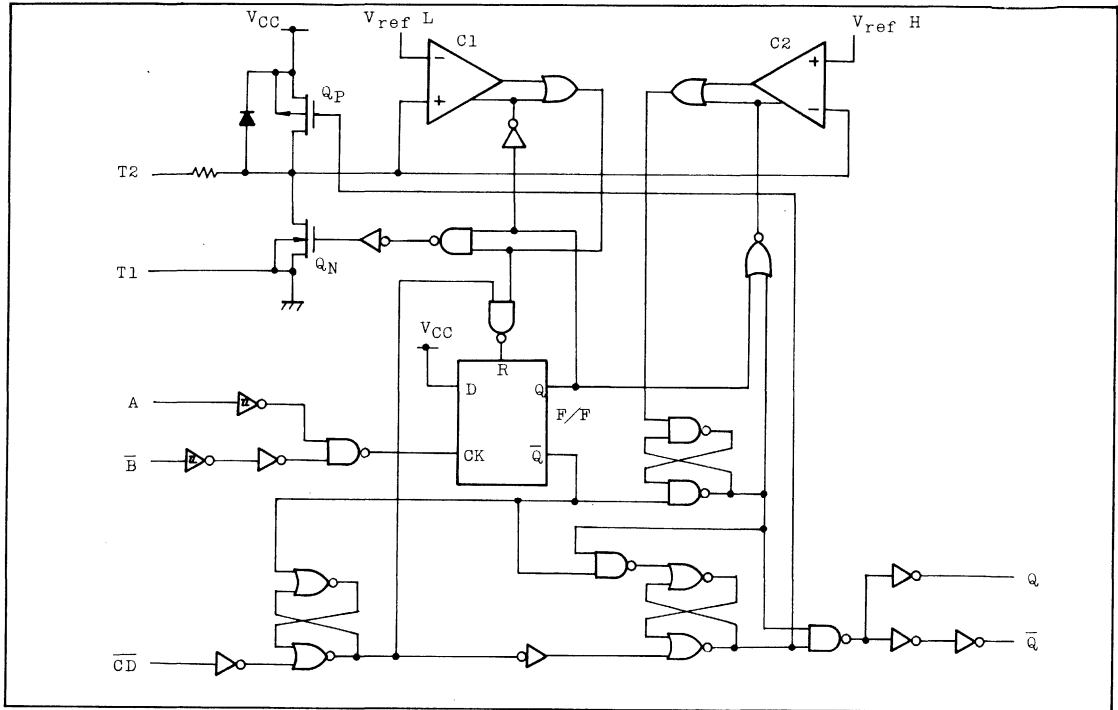 VCC
Vref L
C1
C2
Vref H
QP
T2
T1
QN
VCC
R
D
Q
F/F
A
B̅
CK
Q̅
Q
Q̅
C̅D̅